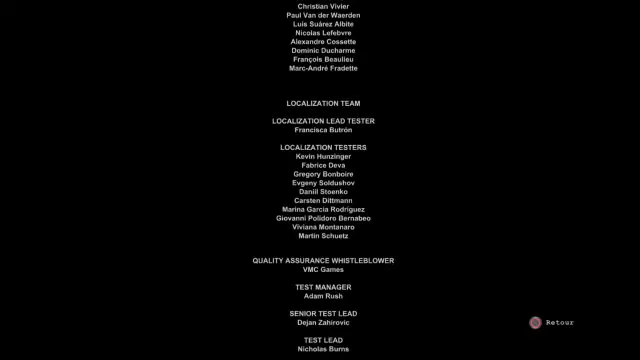 Christian Vivier
Paul Van der Waerden
Luis Suárez Albite
Nicolas Lefebvre
Alexandre Cossette
Dominic Ducharme
François Beaulieu
Marc-André Fradette
LOCALIZATION TEAM
LOCALIZATION LEAD TESTER
Francisca Butrón
LOCALIZATION TESTERS
Kevin Hunzinger
Fabrice Deva
Gregory Bonboire
Evgeny Soldushov
Daniil Stoenko
Carsten Dittmann
Marina Garcia Rodriguez
Giovanni Polidoro Bernabeo
Viviana Montanaro
Martin Schuetz
QUALITY ASSURANCE WHISTLEBLOWER
VMC Games
TEST MANAGER
Adam Rush
SENIOR TEST LEAD
Dejan Zahirovic
TEST LEAD
Nicholas Burns
Retour